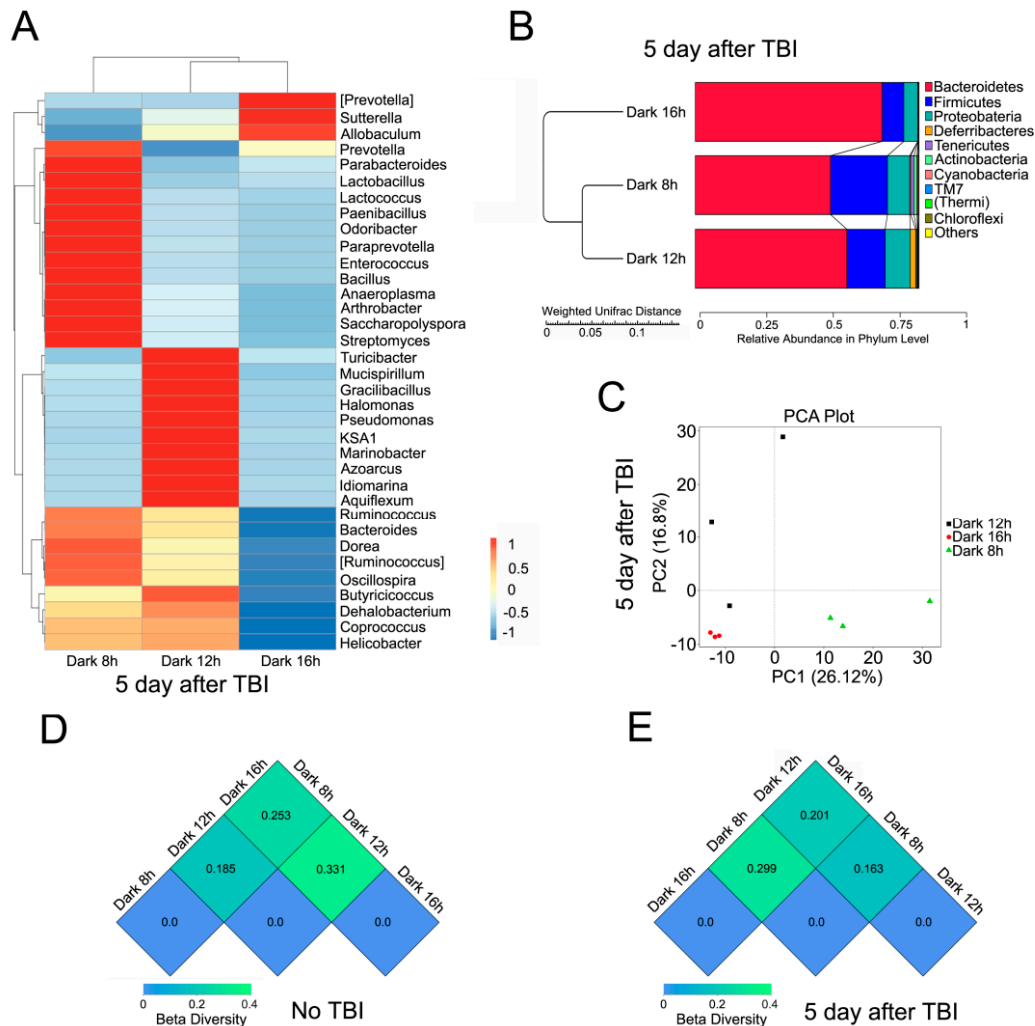 A
[Prevotella]
Sutterella
Allobaculum
Prevotella
Parabacteroides
Lactobacillus
Lactococcus
Paenibacillus
Odoribacter
Paraprevotella
Enterococcus
Bacillus
Anaeroplasma
Arthrobacter
Saccharopolyspora
Streptomyces
Turicibacter
Mucispirillum
Gracilibacillus
Halomonas
Pseudomonas
KSA1
Marinobacter
Azoarcus
Idiomarina
Aquiflexum
Ruminococcus
Bacteroides
Dorea
[Ruminococcus]
Oscillospira
Butyricicoccus
Dehalobacterium
Coprococcus
Helicobacter
Dark 8h Dark 12h Dark 16h
5 day after TBI
1
0.5
0
-0.5
-1
B
5 day after TBI
Dark 16h
Dark 8h
Dark 12h
Bacteroidetes
Firmicutes
Proteobateria
Deferribacteres
Tenericutes
Actinobacteria
Cyanobacteria
TM7
(Thermi)
Chloroflexi
Others
Weighted Unifrac Distance
0 0.05 0.1
0 0.25 0.5 0.75 1
Relative Abundance in Phylum Level
C
PCA Plot
5 day after TBI
PC2 (16.8%)
30
20
10
0
-10
-10 0 10 20 30
PC1 (26.12%)
Dark 12h
Dark 16h
Dark 8h
D
Dark 16h Dark 8h
0.253
Dark 12h Dark 12h
0.185 0.331
Dark 8h Dark 16h
0.0 0.0 0.0
0 0.2 0.4
Beta Diversity
No TBI
E
Dark 12h Dark 16h
0.201
Dark 8h Dark 8h
0.299 0.163
Dark 16h Dark 12h
0.0 0.0 0.0
0 0.2 0.4
Beta Diversity
5 day after TBI